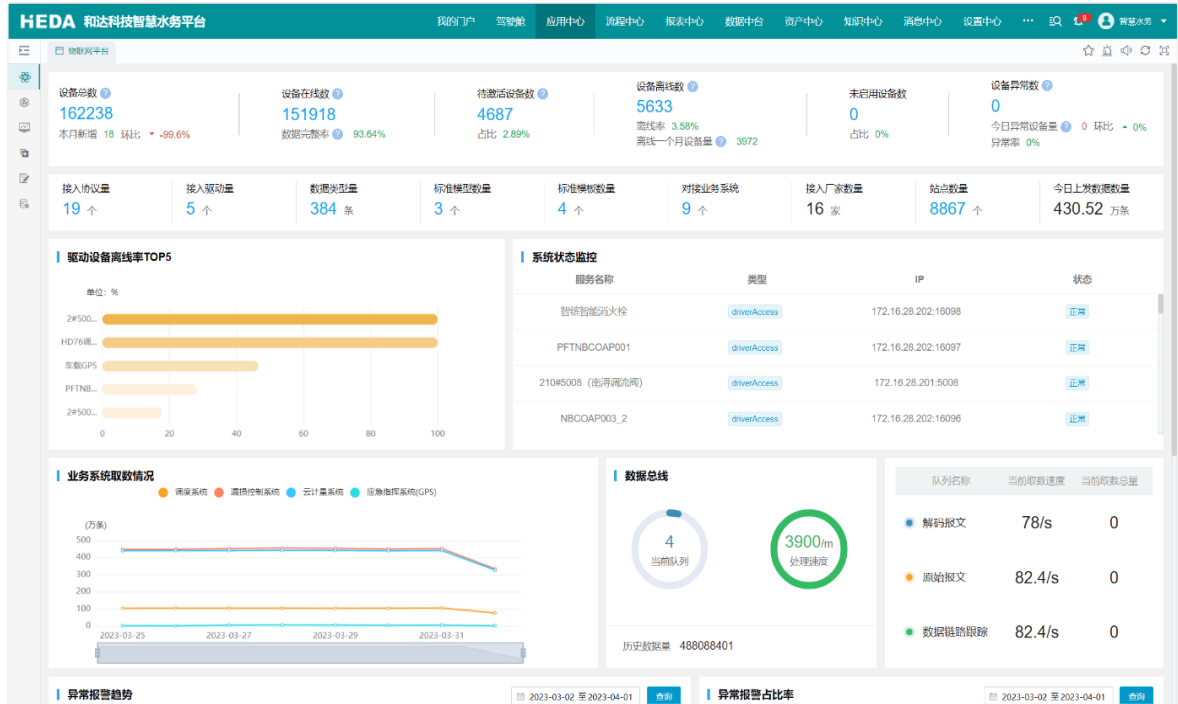 HEDA 和达科技智慧水务平台 我的门户 驾驶舱 应用中心 流程中心 报表中心 数据中台 资产中心 知识中心 消息中心 设置中心 ... 8 智慧水务
物联网平台
设备总数 设备在线数 待激活设备数 设备离线数 未启用设备数 设备异常数
162238 151918 4687 5633 0 0
本月新增 18 环比 -99.6% 数据完整率 93.64% 占比 2.89% 离线率 3.58% 占比 0% 今日异常设备量 0 环比 0%
离线一个月设备量 3972 异常率 0%
接入协议量 接入驱动量 数据类型量 标准模型数量 标准模板数量 对接业务系统 接入厂家数量 站点数量 今日上发数据数量
19 个 5 个 384 条 3 个 4 个 9 个 16 家 8867 个 430.52 万条
驱动设备离线率TOP5
单位: %
2#500...
HD76调...
车载GPS
PFTNB...
2#500...
0 20 40 60 80 100
系统状态监控
服务名称 类型 IP 状态
智缤智能消火栓 driverAccess 172.16.28.202:16098 正常
PFTNBCOAP001 driverAccess 172.16.28.202:16097 正常
210#5008（南浔调流阀） driverAccess 172.16.28.201:5008 正常
NBCOAP003_2 driverAccess 172.16.28.202:16096 正常
业务系统取数情况
调度系统 漏损控制系统 云计量系统 应急指挥系统(GPS)
(万条)
500
400
300
200
100
0
2023-03-25 2023-03-27 2023-03-29 2023-03-31
数据总线
4 当前队列
3900/m 处理速度
历史数据量 488088401
队列名称 当前取数速度 当前取数总量
解码报文 78/s 0
原始报文 82.4/s 0
数据链路跟踪 82.4/s 0
异常报警趋势 2023-03-02 至 2023-04-01 查询
异常报警占比率 2023-03-02 至 2023-04-01 查询